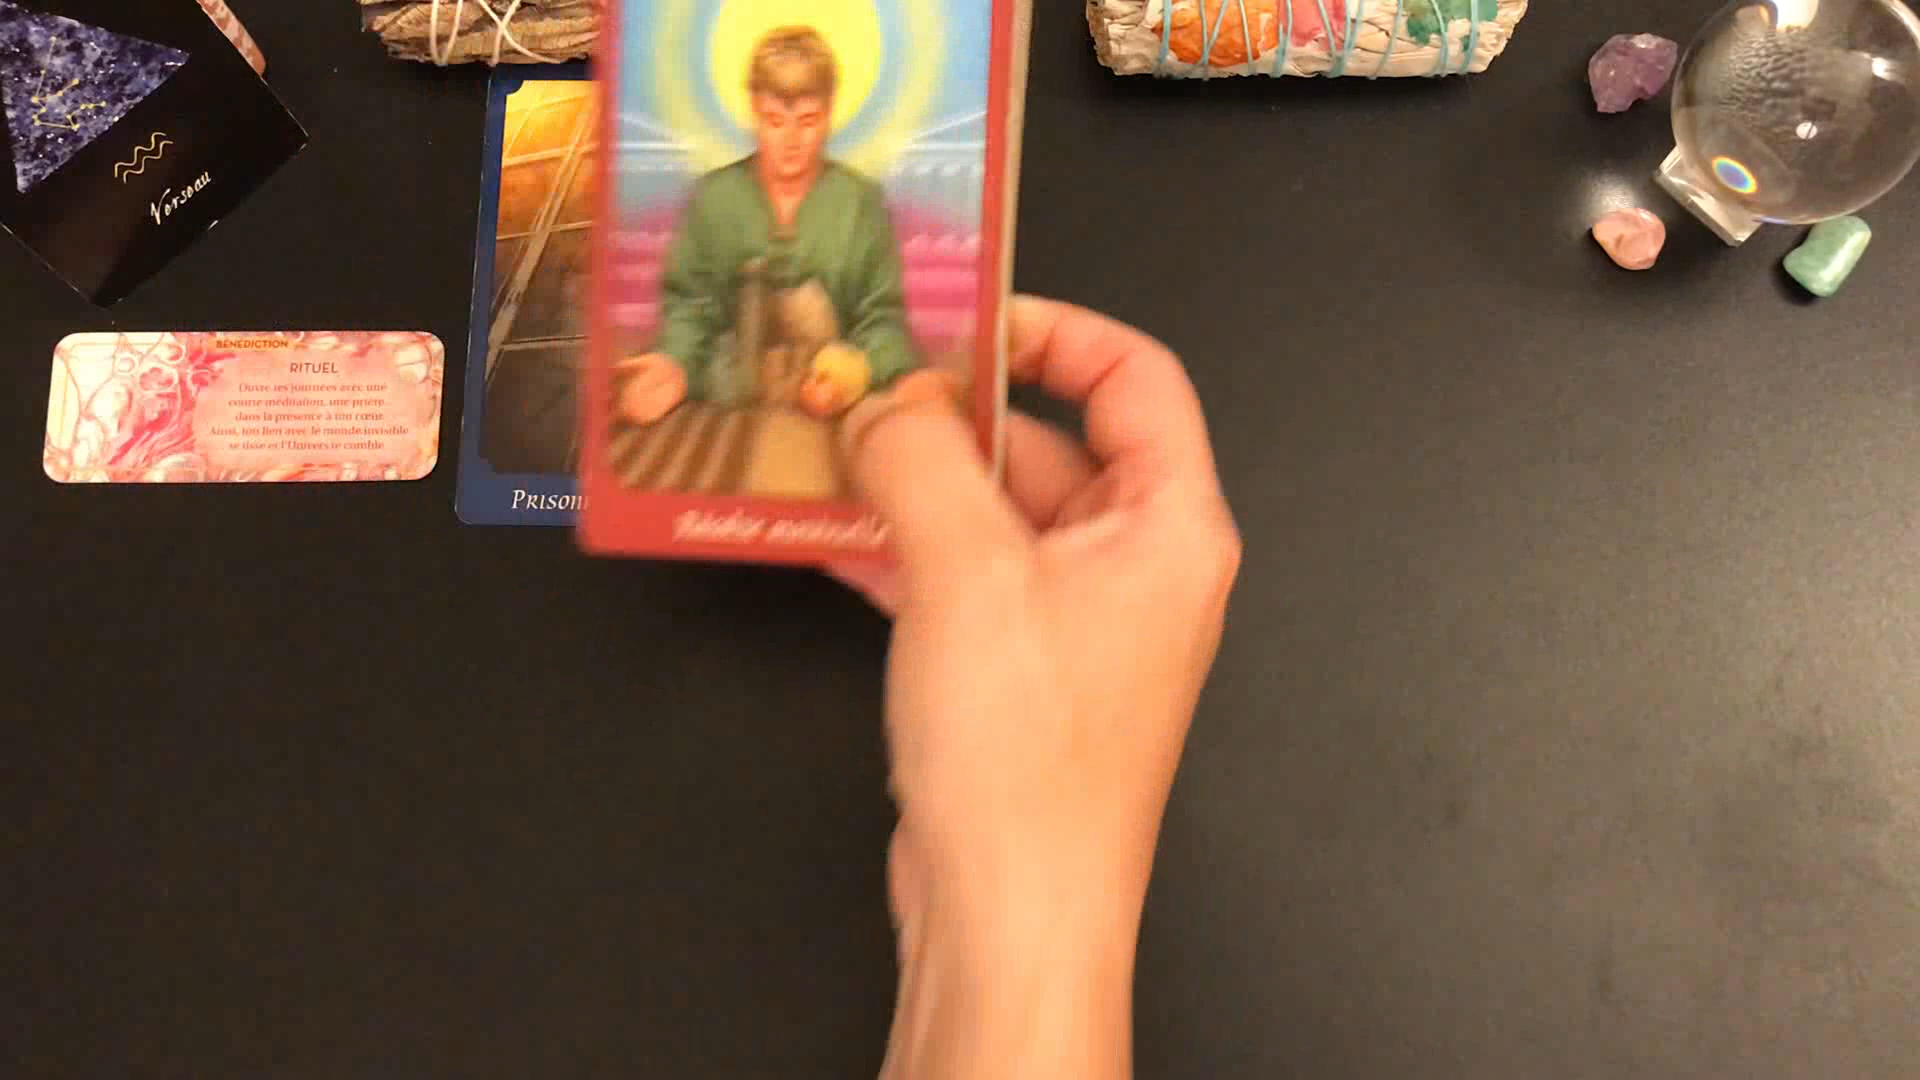 Verseau
BÉNÉDICTION
RITUEL
Ouvre tes journées avec une
courte méditation, une prière,
dans la présence à ton cœur.
Ainsi, ton lien avec le monde invisible
se tisse et l'Univers te comble.
PRISON